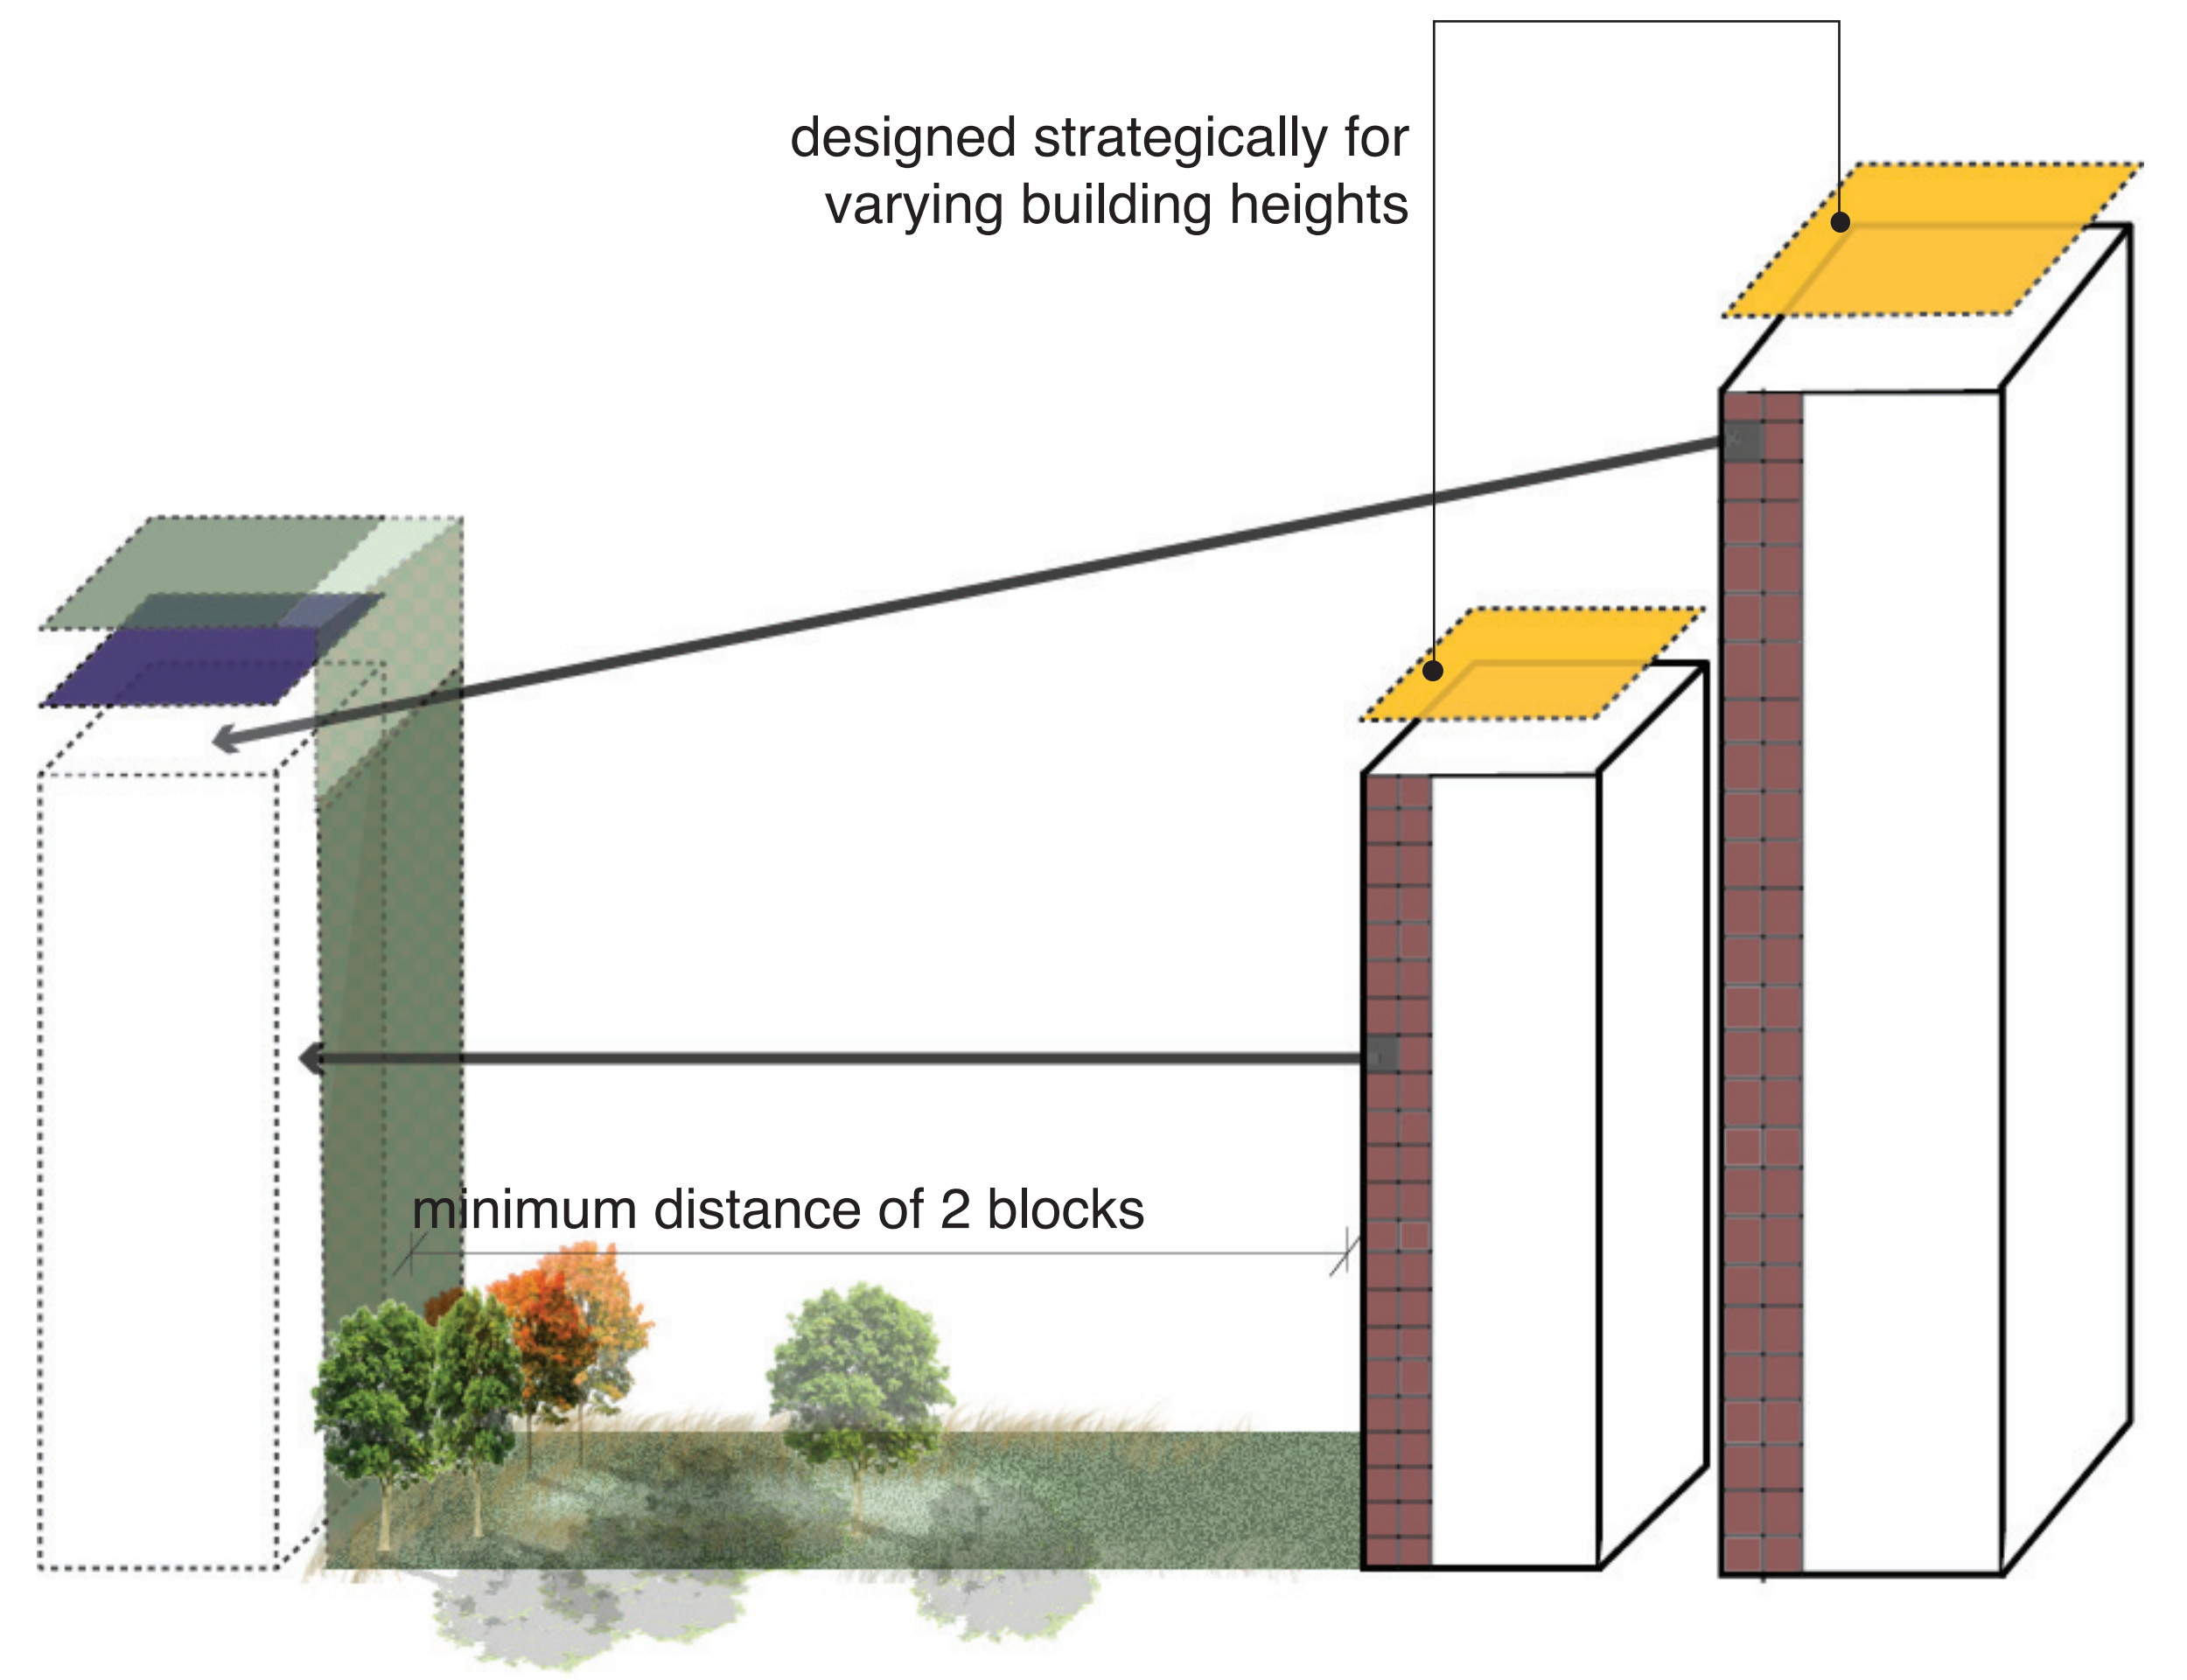 designed strategically for
varying building heights
minimum distance of 2 blocks